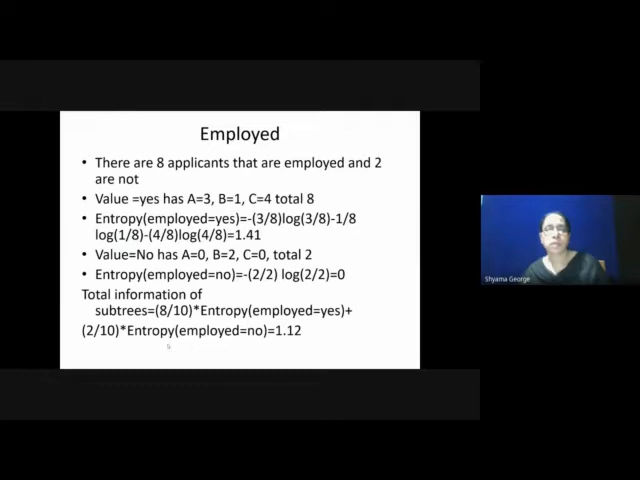 Employed
• There are 8 applicants that are employed and 2
are not
• Value =yes has A=3, B=1, C=4 total 8
• Entropy(employed=yes)=-(3/8)log(3/8)-1/8
log(1/8)-(4/8)log(4/8)=1.41
• Value=No has A=0, B=2, C=0, total 2
• Entropy(employed=no)=-(2/2) log(2/2)=0
Total information of
subtrees=(8/10)*Entropy(employed=yes)+
(2/10)*Entropy(employed=no)=1.12
Shyama George